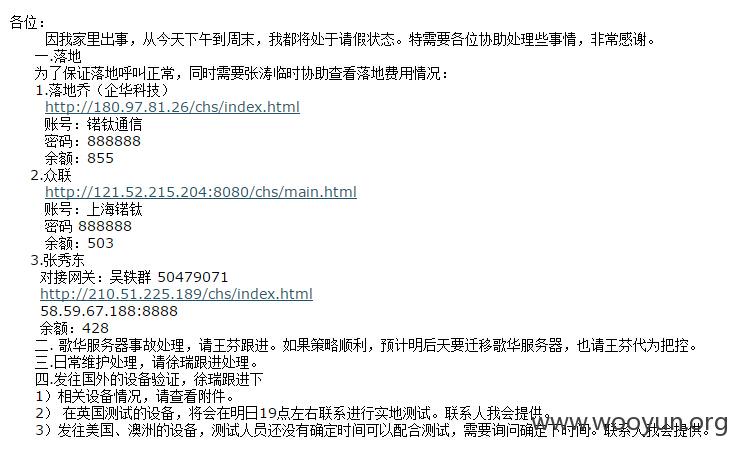 各位：
因我家里出事，从今天下午到周末，我都将处于请假状态。特需要各位协助处理些事情，非常感谢。
一.落地
为了保证落地呼叫正常，同时需要张涛临时协助查看落地费用情况：
1.落地乔（企华科技）
http://180.97.81.26/chs/index.html
账号：锘钛通信
密码：888888
余额：855
2.众联
http://121.52.215.204:8080/chs/main.html
账号：上海锘钛
密码 888888
余额：503
3.张秀东
对接网关：吴轶群 50479071
http://210.51.225.189/chs/index.html
58.59.67.188:8888
余额：428
二. 歌华服务器事故处理，请王芬跟进。如果策略顺利，预计明后天要迁移歌华服务器，也请王芬代为把控。
三.日常维护处理，请徐瑞跟进处理。
四.发往国外的设备验证，徐瑞跟进下
1）相关设备情况，请查看附件。
2） 在英国测试的设备，将会在明日19点左右联系进行实地测试。联系人我会提供。
3）发往美国、澳洲的设备，测试人员还没有确定时间可以配合测试，需要询问确定下时间。联系人我会提供。
www.wooyun.org